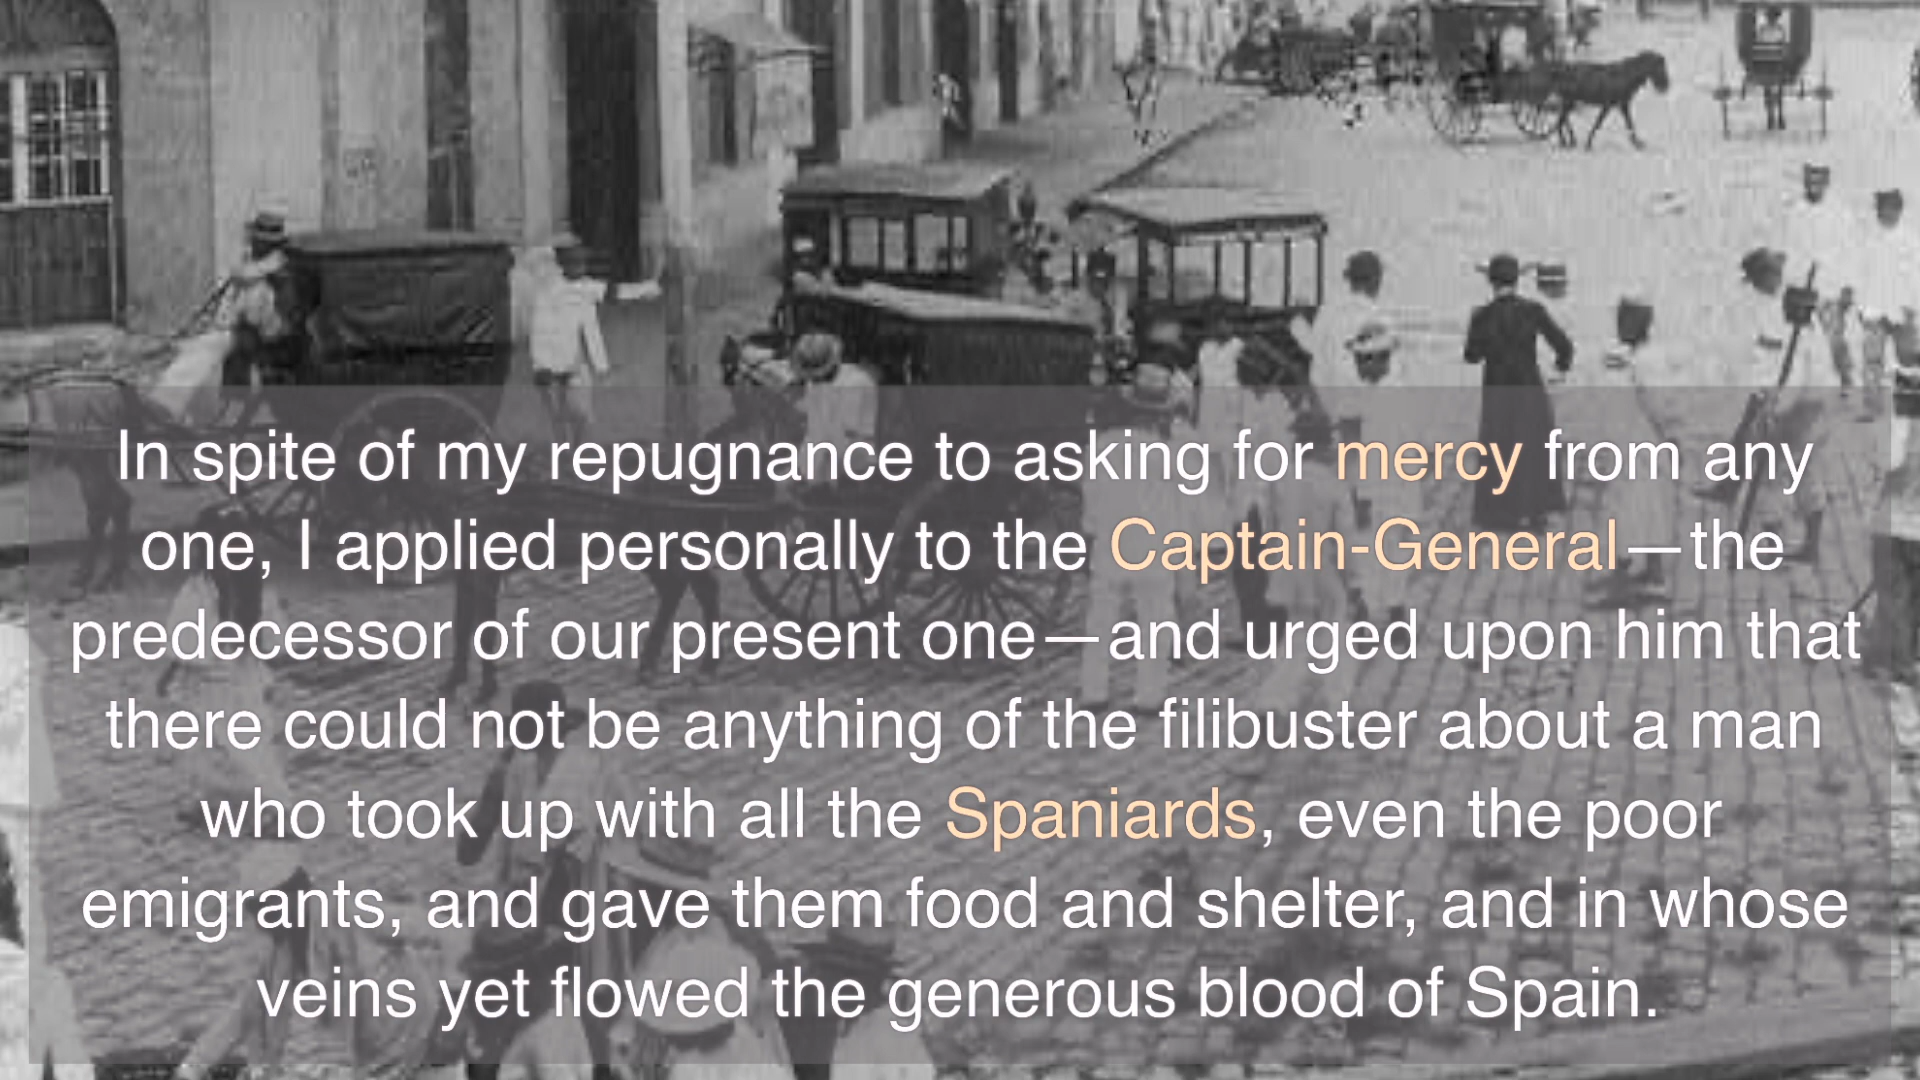 In spite of my repugnance to asking for mercy from any
one, I applied personally to the Captain-General—the
predecessor of our present one—and urged upon him that
there could not be anything of the filibuster about a man
who took up with all the Spaniards, even the poor
emigrants, and gave them food and shelter, and in whose
veins yet flowed the generous blood of Spain.